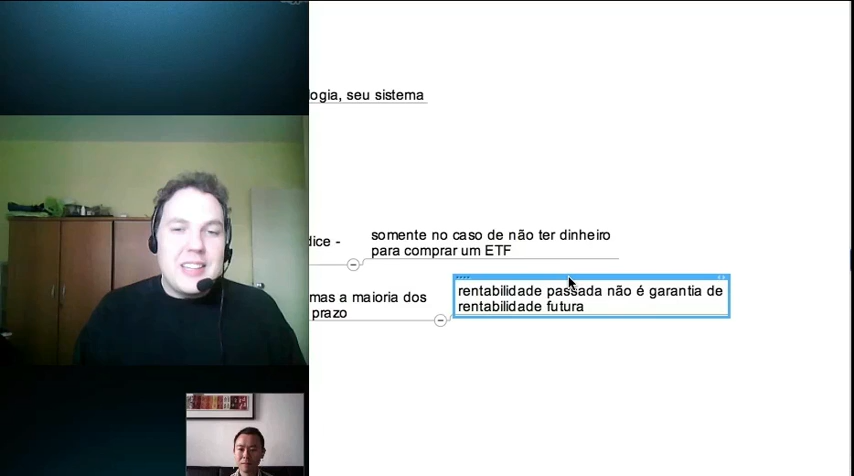 logia, seu sistema
dice -
somente no caso de não ter dinheiro
para comprar um ETF
mas a maioria dos
prazo
rentabilidade passada não é garantia de
rentabilidade futura